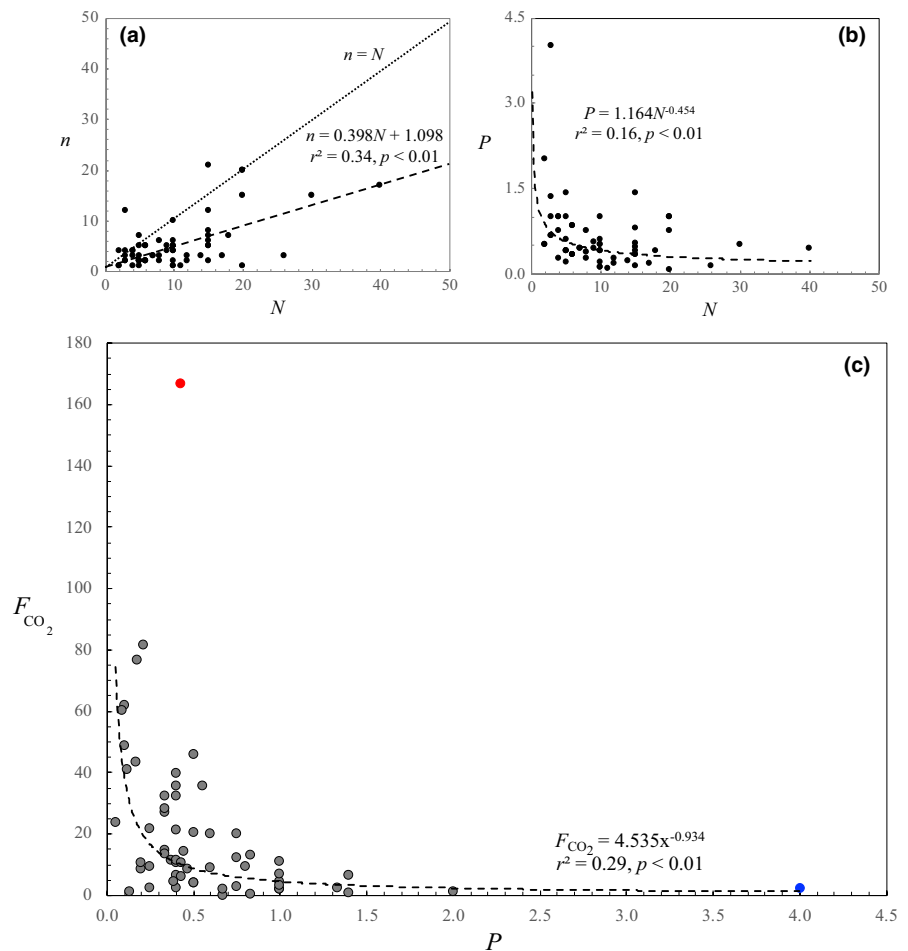 (a)
50
40
30
20
10
0
n
n = N
n = 0.398N + 1.098
r² = 0.34, p < 0.01
0 10 20 30 40 50
N
(b)
4.5
3.0
1.5
0.0
P
P = 1.164N^-0.454
r² = 0.16, p < 0.01
0 10 20 30 40 50
N
(c)
180
160
140
120
100
80
60
40
20
0
F_CO₂
F_CO₂ = 4.535x^-0.934
r² = 0.29, p < 0.01
0.0 0.5 1.0 1.5 2.0 2.5 3.0 3.5 4.0 4.5
P